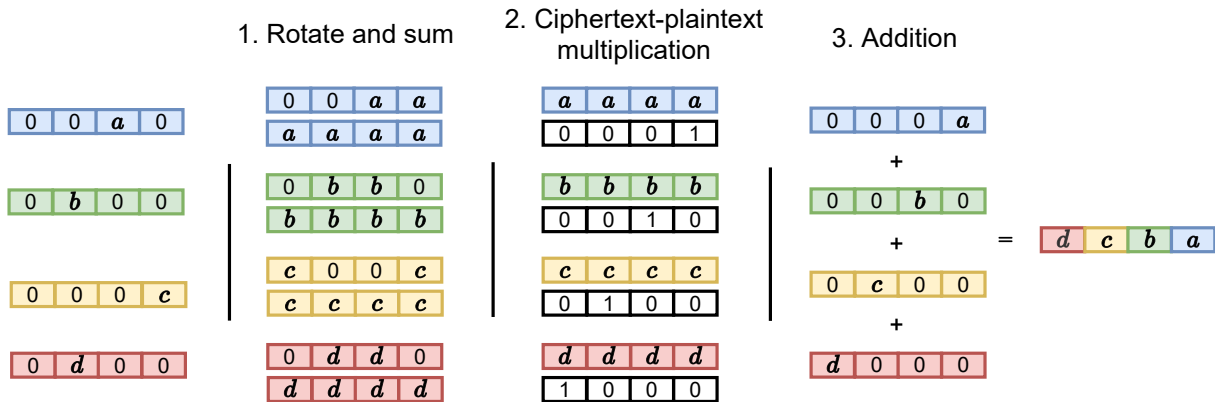 1. Rotate and sum
2. Ciphertext-plaintext
multiplication
3. Addition
0 0 a 0
0 b 0 0
0 0 0 c
0 d 0 0
0 0 a a
a a a a
0 b b 0
b b b b
c 0 0 c
c c c c
0 d d 0
d d d d
a a a a
0 0 0 1
b b b b
0 0 1 0
c c c c
0 1 0 0
d d d d
1 0 0 0
0 0 0 a
+
0 0 b 0
+
0 c 0 0
+
d 0 0 0
= d c b a